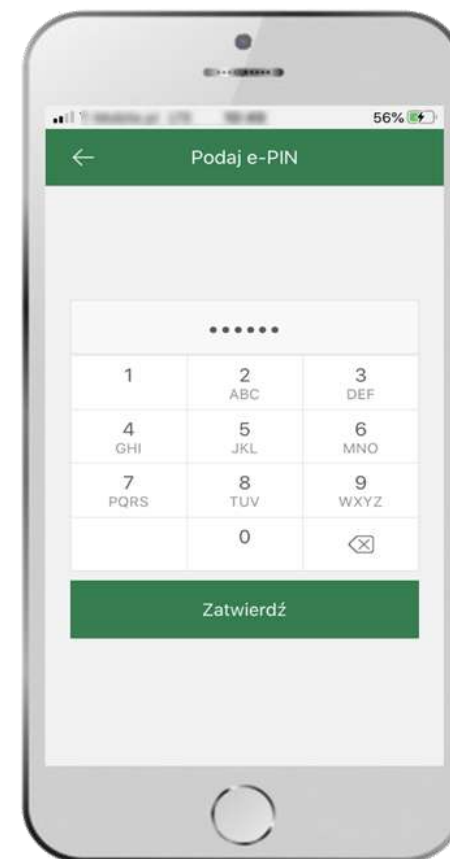 56%
Podaj e-PIN
••••••
1 2 3
ABC DEF
4 5 6
GHI JKL MNO
7 8 9
PQRS TUV WXYZ
0
Zatwierdź